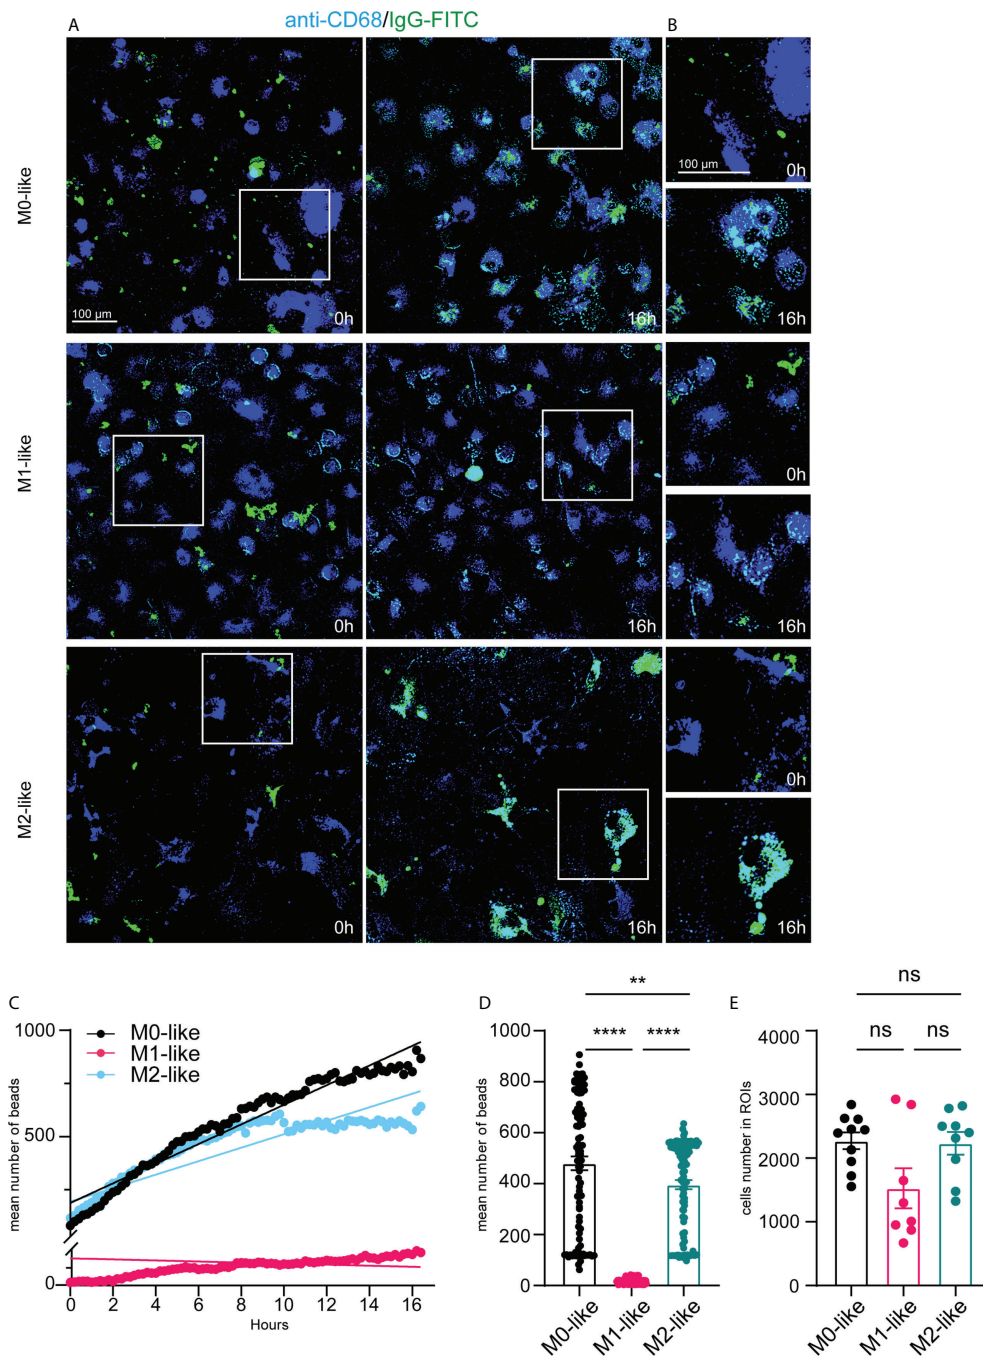 A
anti-CD68/IgG-FITC
B
M0-like
100 µm
0h
16h
100 µm
0h
16h
M1-like
0h
16h
0h
16h
M2-like
0h
16h
0h
16h
C
mean number of beads
1000
500
0
M0-like
M1-like
M2-like
0 2 4 6 8 10 12 14 16
Hours
D
**
**** ****
mean number of beads
1000
800
600
400
200
0
M0-like M1-like M2-like
E
ns
ns ns
cells number in ROIs
4000
3000
2000
1000
0
M0-like M1-like M2-like